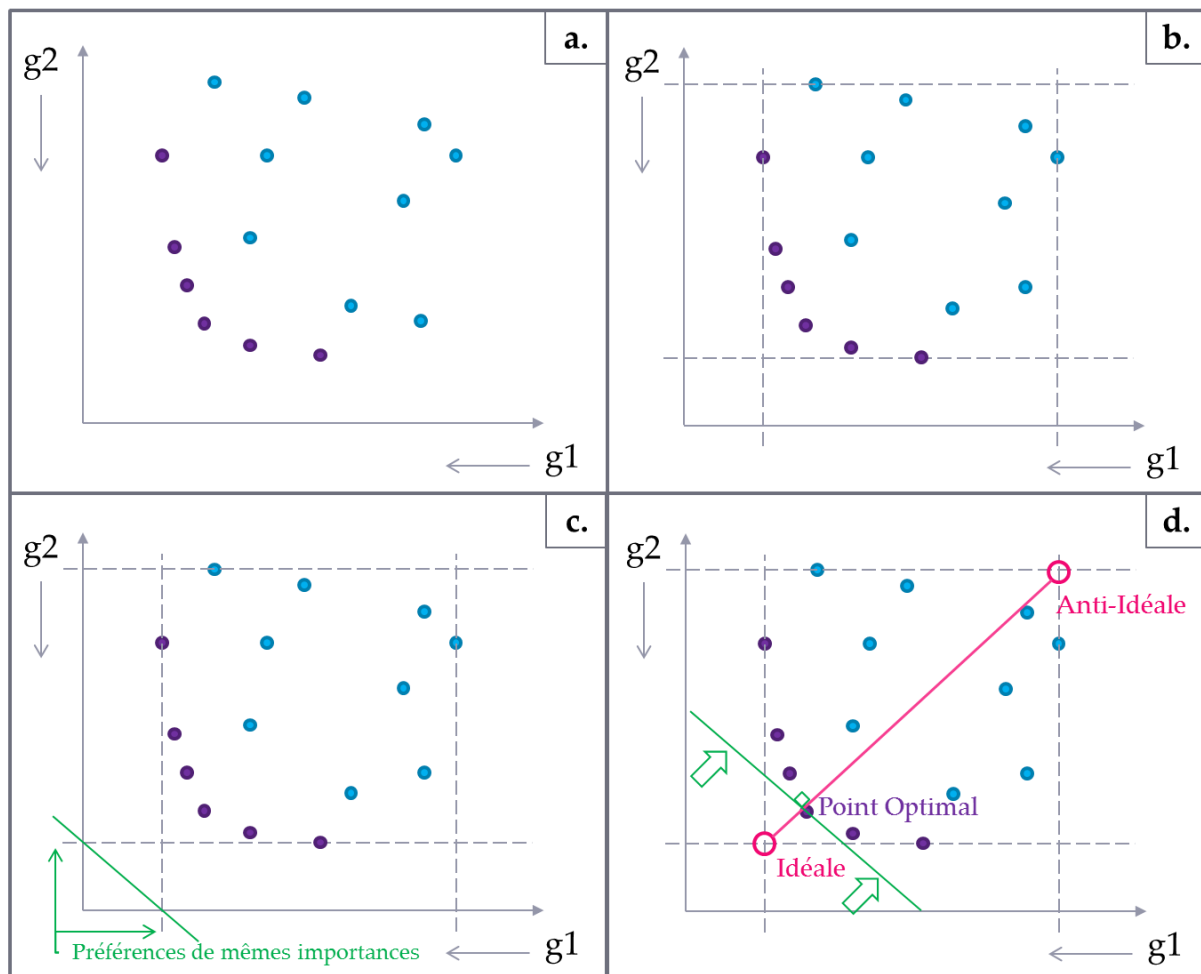 a.
g2
g1
b.
g2
g1
c.
g2
Préférences de mêmes importances
g1
d.
g2
Anti-Idéale
Point Optimal
Idéale
g1